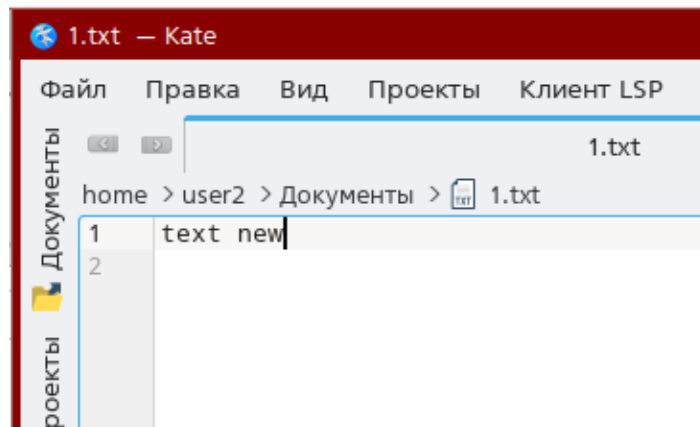 1.txt — Kate
Файл Правка Вид Проекты Клиент LSP
1.txt
home > user2 > Документы > 1.txt
1 text new
2
Документы